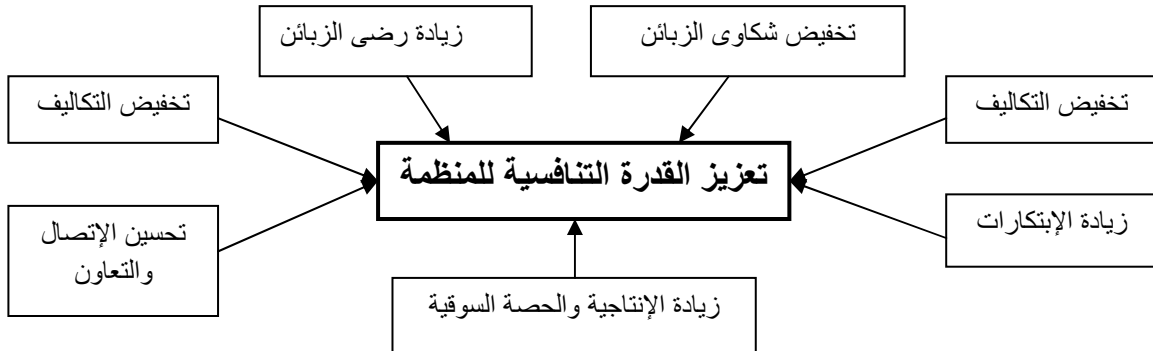 تخفيض شكاوى الزبائن
زيادة رضى الزبائن
تخفيض التكاليف
تخفيض التكاليف
تعزيز القدرة التنافسية للمنظمة
زيادة الإبتكارات
تحسين الإتصال
والتعاون
زيادة الإنتاجية والحصة السوقية